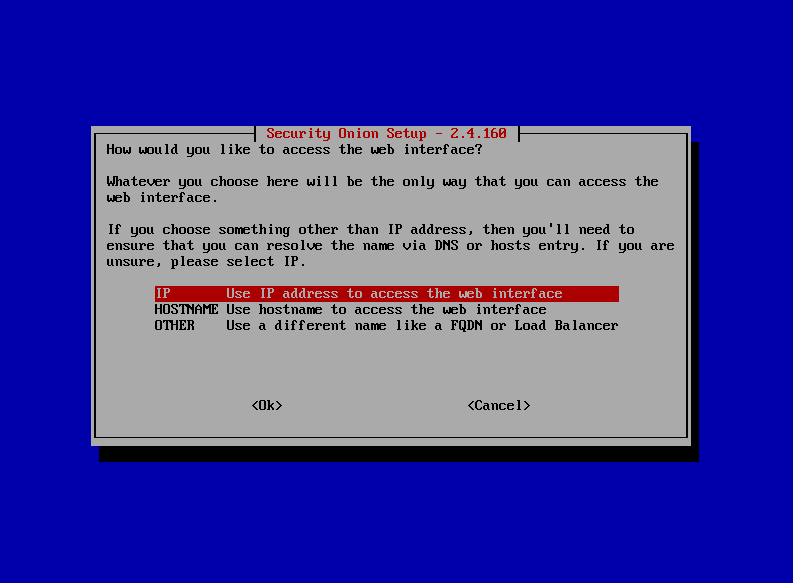 Security Onion Setup - 2.4.160
How would you like to access the web interface?
Whatever you choose here will be the only way that you can access the
web interface.
If you choose something other than IP address, then you'll need to
ensure that you can resolve the name via DNS or hosts entry. If you are
unsure, please select IP.
IP Use IP address to access the web interface
HOSTNAME Use hostname to access the web interface
OTHER Use a different name like a FQDN or Load Balancer
<Ok> <Cancel>